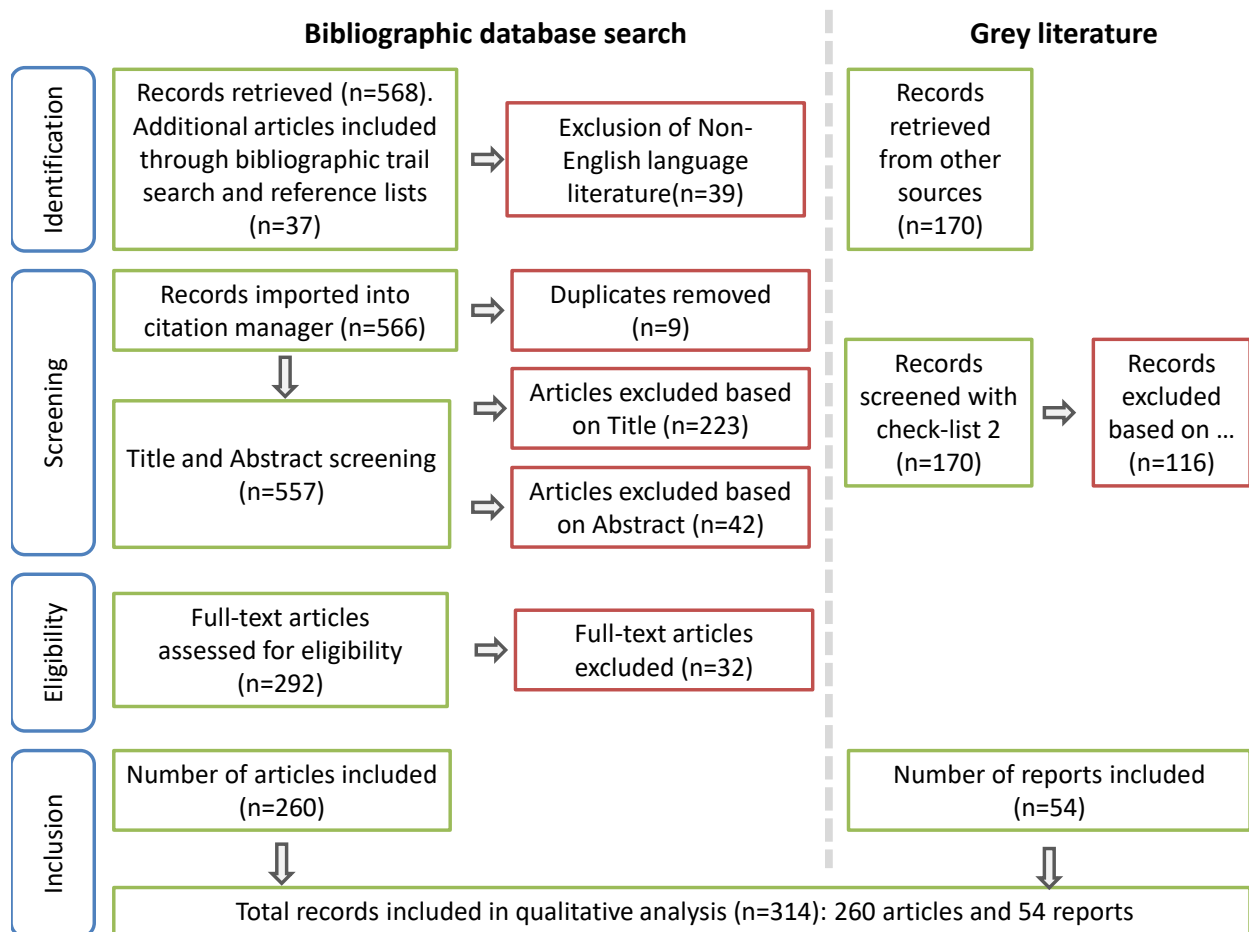 Bibliographic database search
Grey literature
Identification
Records retrieved (n=568).
Additional articles included
through bibliographic trail
search and reference lists
(n=37)
Exclusion of Non-
English language
literature(n=39)
Records
retrieved
from other
sources
(n=170)
Screening
Records imported into
citation manager (n=566)
Duplicates removed
(n=9)
Title and Abstract screening
(n=557)
Articles excluded based
on Title (n=223)
Articles excluded based
on Abstract (n=42)
Records
screened with
check-list 2
(n=170)
Records
excluded
based on ...
(n=116)
Eligibility
Full-text articles
assessed for eligibility
(n=292)
Full-text articles
excluded (n=32)
Inclusion
Number of articles included
(n=260)
Number of reports included
(n=54)
Total records included in qualitative analysis (n=314): 260 articles and 54 reports